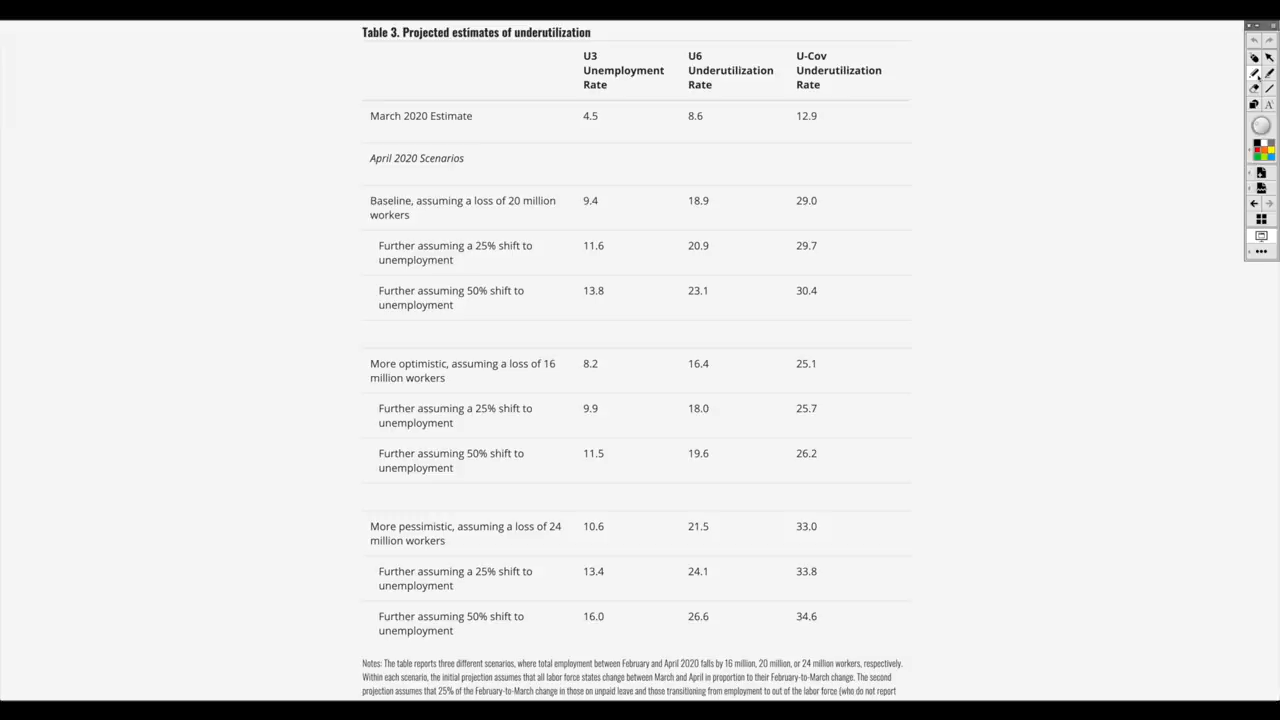 Table 3. Projected estimates of underutilization
U3 Unemployment Rate U6 Underutilization Rate U-Cov Underutilization Rate
March 2020 Estimate 4.5 8.6 12.9
April 2020 Scenarios
Baseline, assuming a loss of 20 million workers 9.4 18.9 29.0
Further assuming a 25% shift to unemployment 11.6 20.9 29.7
Further assuming 50% shift to unemployment 13.8 23.1 30.4
More optimistic, assuming a loss of 16 million workers 8.2 16.4 25.1
Further assuming a 25% shift to unemployment 9.9 18.0 25.7
Further assuming 50% shift to unemployment 11.5 19.6 26.2
More pessimistic, assuming a loss of 24 million workers 10.6 21.5 33.0
Further assuming a 25% shift to unemployment 13.4 24.1 33.8
Further assuming 50% shift to unemployment 16.0 26.6 34.6
Notes: The table reports three different scenarios, where total employment between February and April 2020 falls by 16 million, 20 million, or 24 million workers, respectively.
Within each scenario, the initial projection assumes that all labor force states change between March and April in proportion to their February-to-March change. The second
projection assumes that 25% of the February-to-March change in those on unpaid leave and those transitioning from employment to out of the labor force (who do not report